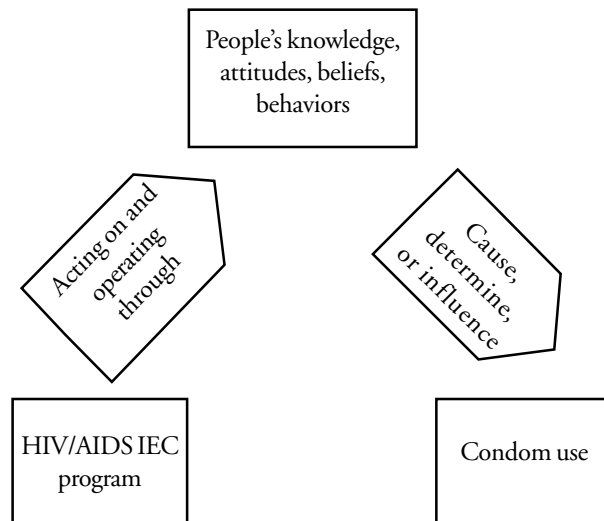 People’s knowledge,
attitudes, beliefs,
behaviors
Acting on and
operating
through
Cause,
determine,
or influence
HIV/AIDS IEC
program
Condom use